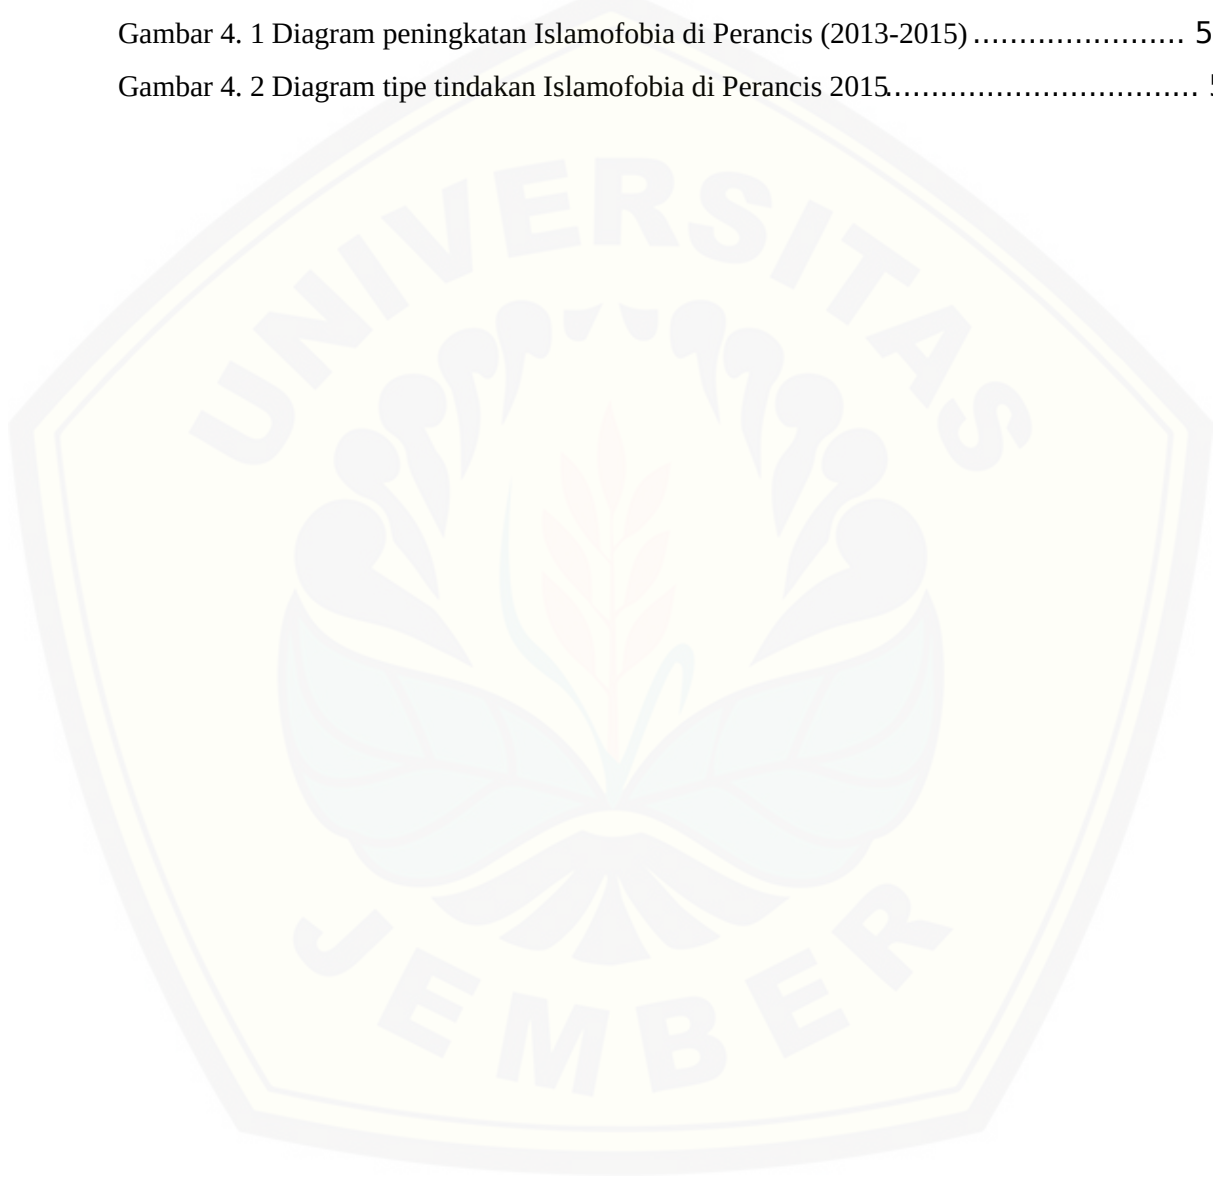 Gambar 4. 1 Diagram peningkatan Islamofobia di Perancis (2013-2015) ....................... 5
Gambar 4. 2 Diagram tipe tindakan Islamofobia di Perancis 2015..................................
UNIVERSITAS
JEMBER